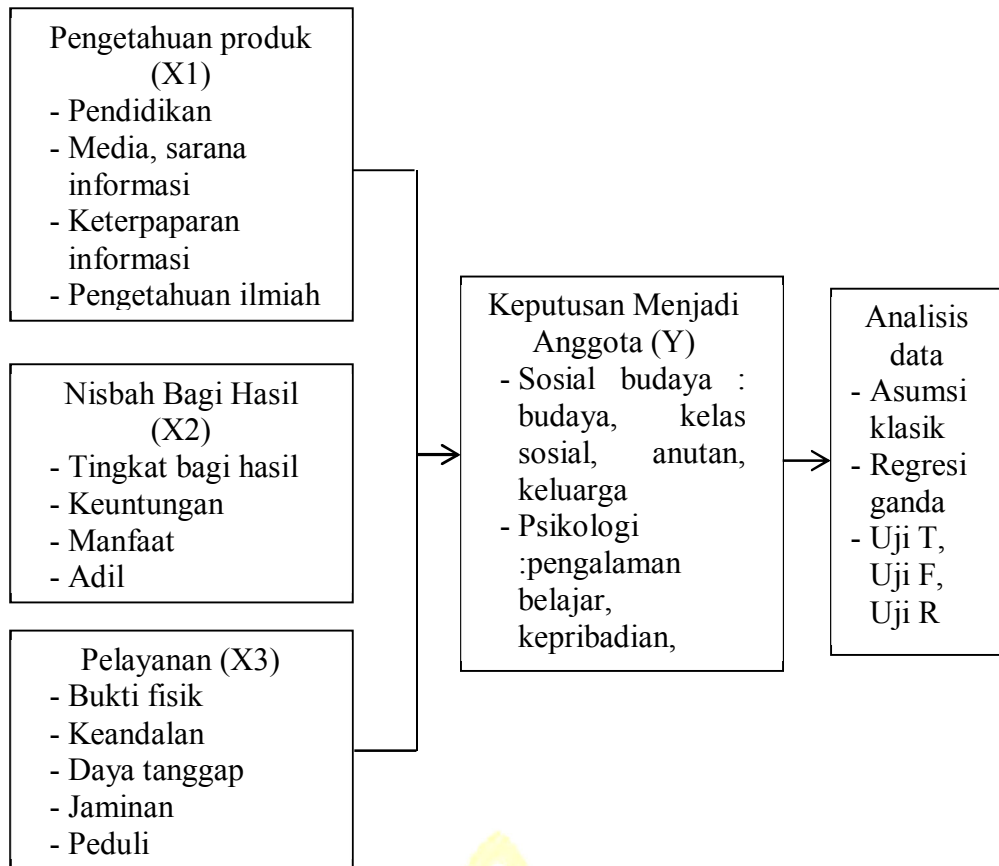 Pengetahuan produk
(X1)
- Pendidikan
- Media, sarana
informasi
- Keterpaparan
informasi
- Pengetahuan ilmiah
Nisbah Bagi Hasil
(X2)
- Tingkat bagi hasil
- Keuntungan
- Manfaat
- Adil
Pelayanan (X3)
- Bukti fisik
- Keandalan
- Daya tanggap
- Jaminan
- Peduli
Keputusan Menjadi
Anggota (Y)
- Sosial budaya :
budaya, kelas
sosial, anutan,
keluarga
- Psikologi
:pengalaman
belajar,
kepribadian,
Analisis
data
- Asumsi
klasik
- Regresi
ganda
- Uji T,
Uji F,
Uji R